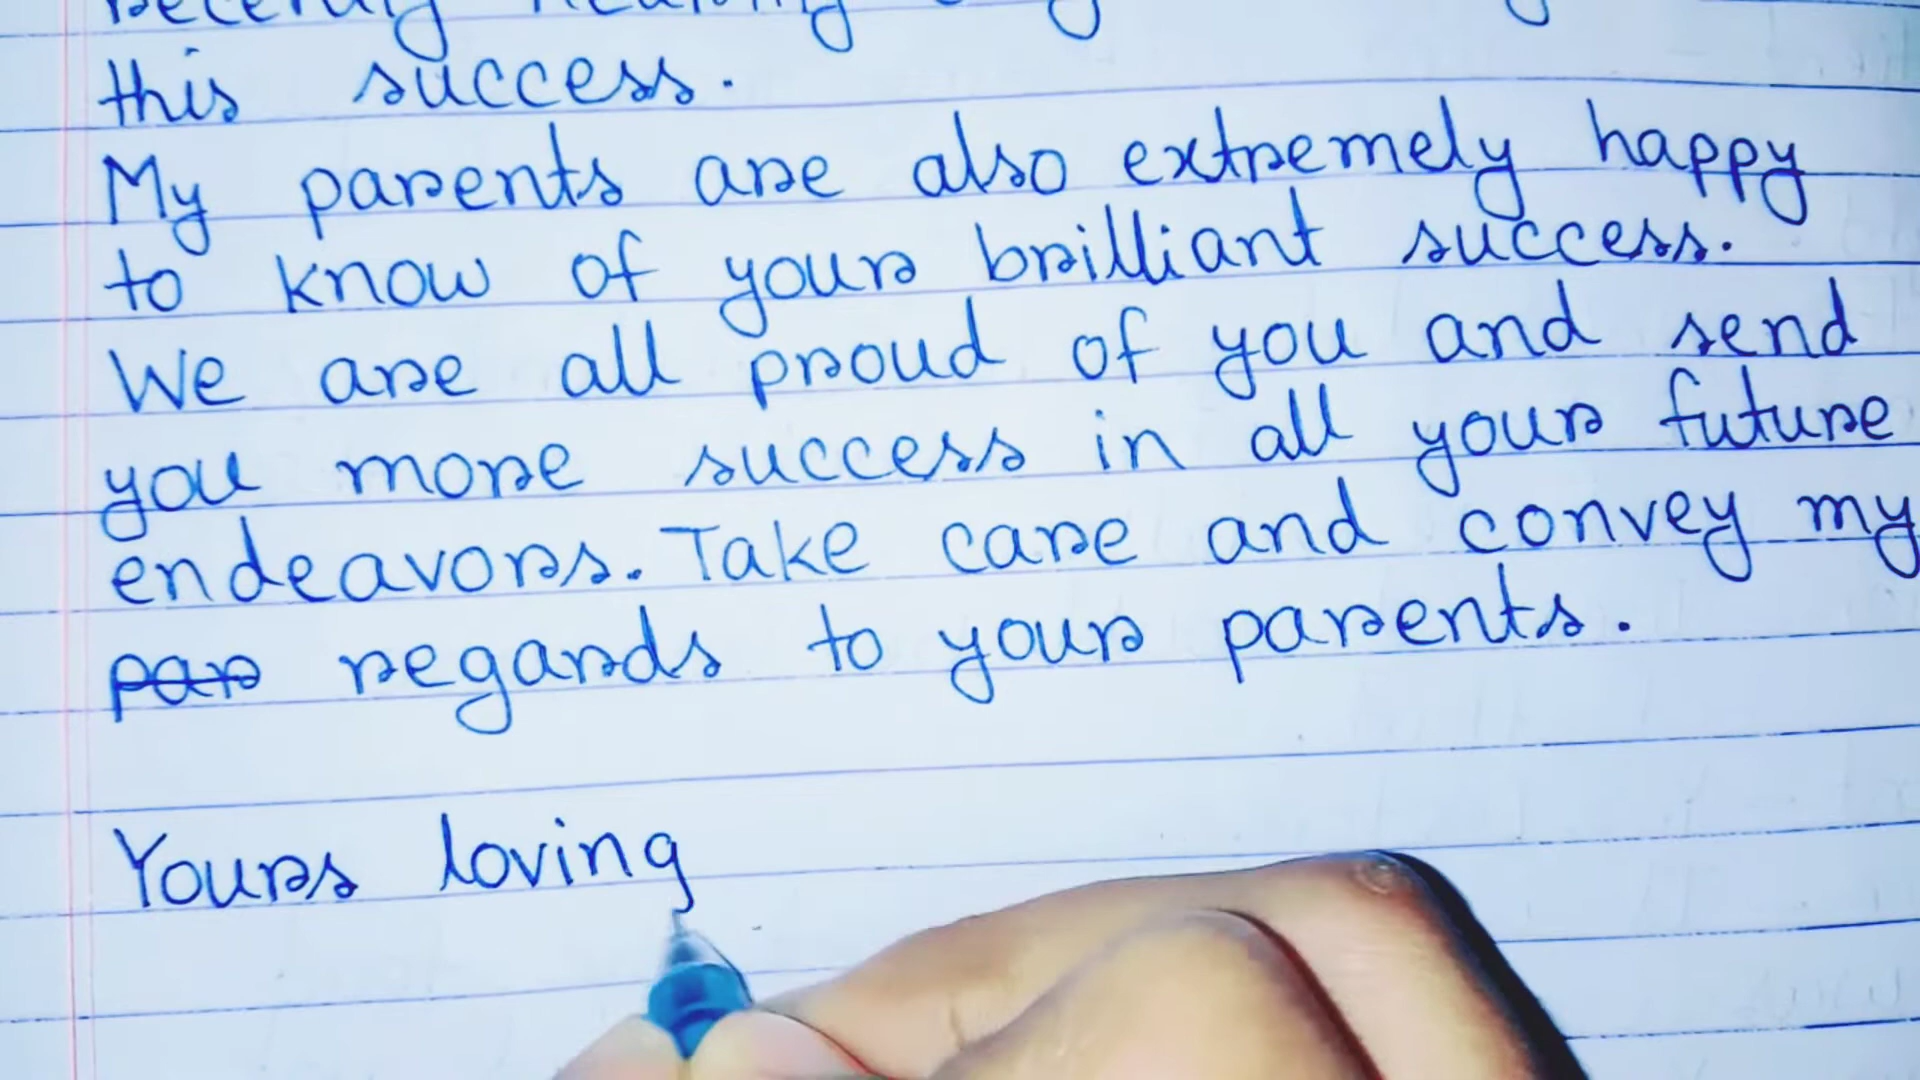 this success.
My parents are also extremely happy
to know of your brilliant success.
We are all proud of you and send
you more success in all your future
endeavors. Take care and convey my
par regards to your parents.
Yours loving